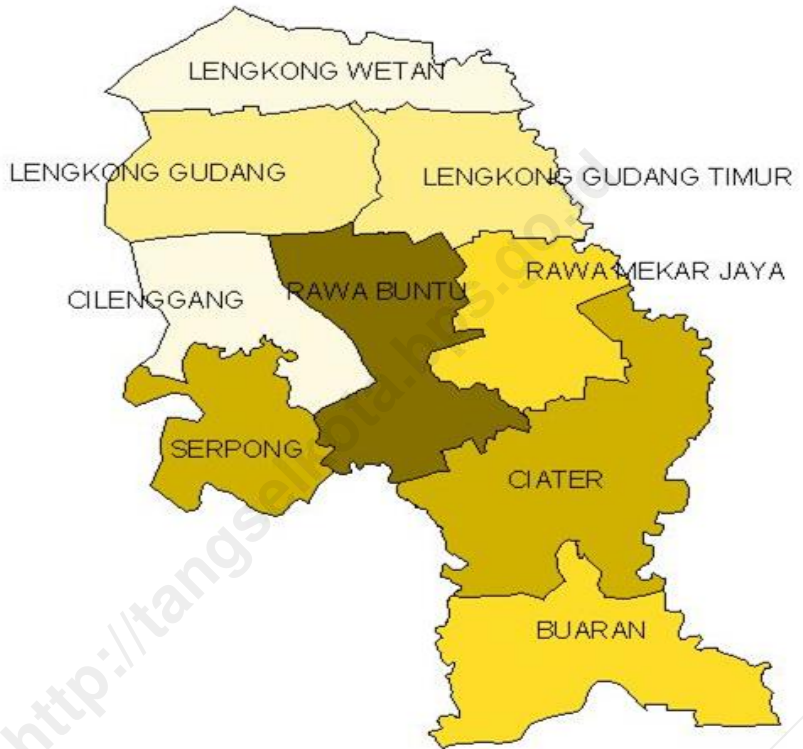 LENGKONG WETAN
LENGKONG GUDANG
LENGKONG GUDANG TIMUR
CILENGGANG
RAWA BUNTU
RAWA MEKAR JAYA
SERPONG
CIATER
BUARAN
http://tangselkota.bps.go.id